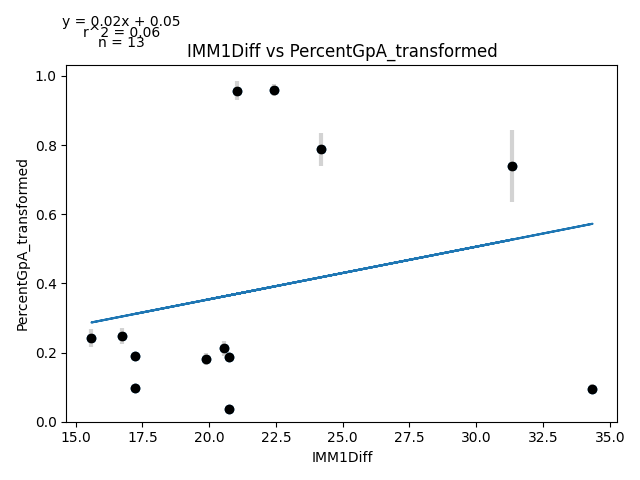 y = 0.02x + 0.05
r^2 = 0.06
n = 13
IMM1Diff vs PercentGpA_transformed
PercentGpA_transformed
1.0
0.8
0.6
0.4
0.2
0.0
15.0 17.5 20.0 22.5 25.0 27.5 30.0 32.5 35.0
IMM1Diff